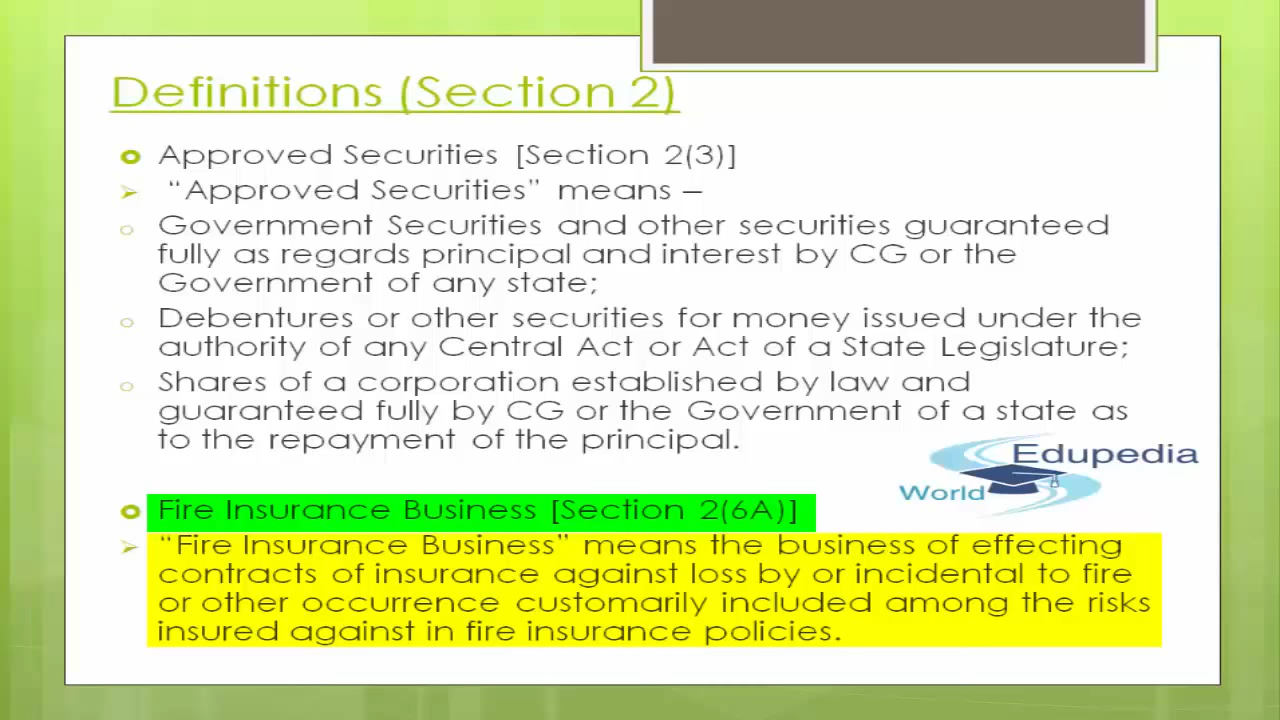 Definitions (Section 2)
Approved Securities [Section 2(3)]
“Approved Securities” means –
Government Securities and other securities guaranteed
fully as regards principal and interest by CG or the
Government of any state;
Debentures or other securities for money issued under the
authority of any Central Act or Act of a State Legislature;
Shares of a corporation established by law and
guaranteed fully by CG or the Government of a state as
to the repayment of the principal.
Edupedia
World
Fire Insurance Business [Section 2(6A)]
“Fire Insurance Business” means the business of effecting
contracts of insurance against loss by or incidental to fire
or other occurrence customarily included among the risks
insured against in fire insurance policies.